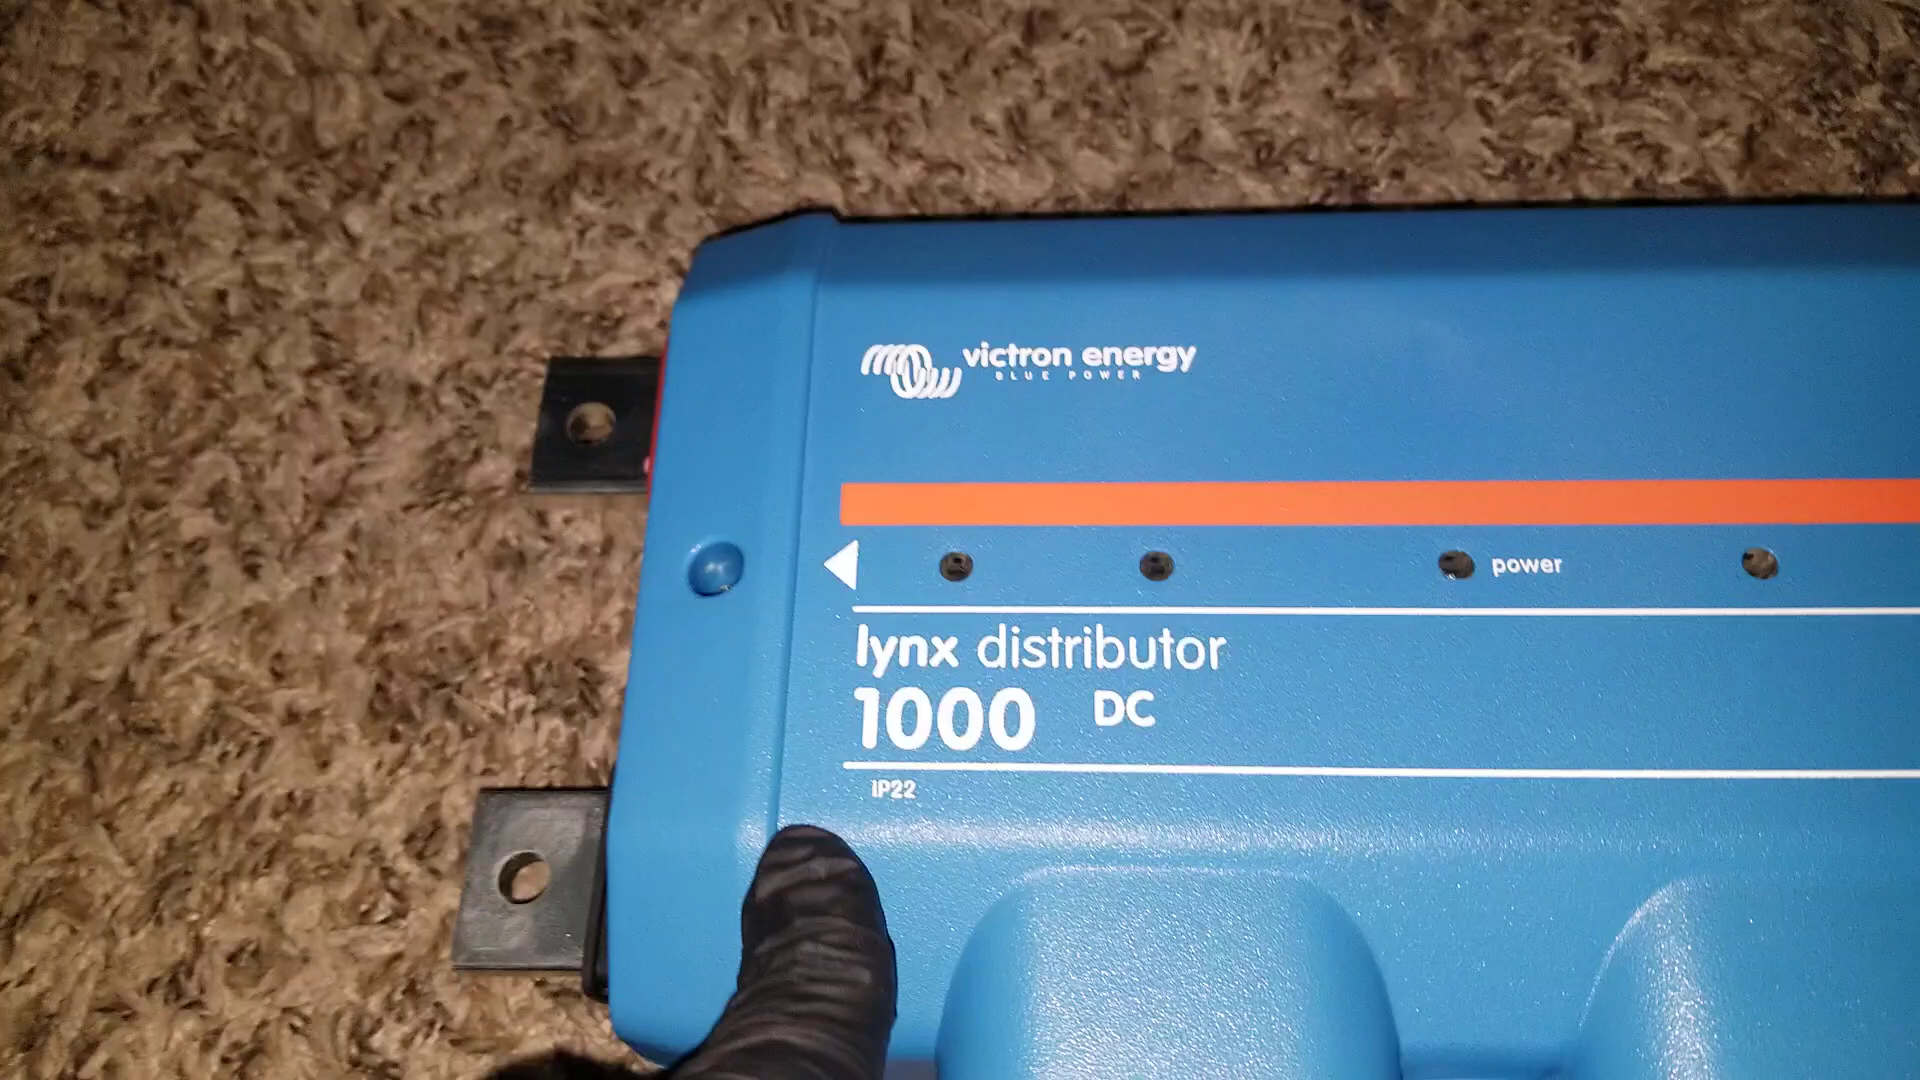 victron energy
BLUE POWER
power
lynx distributor
1000 DC
IP22